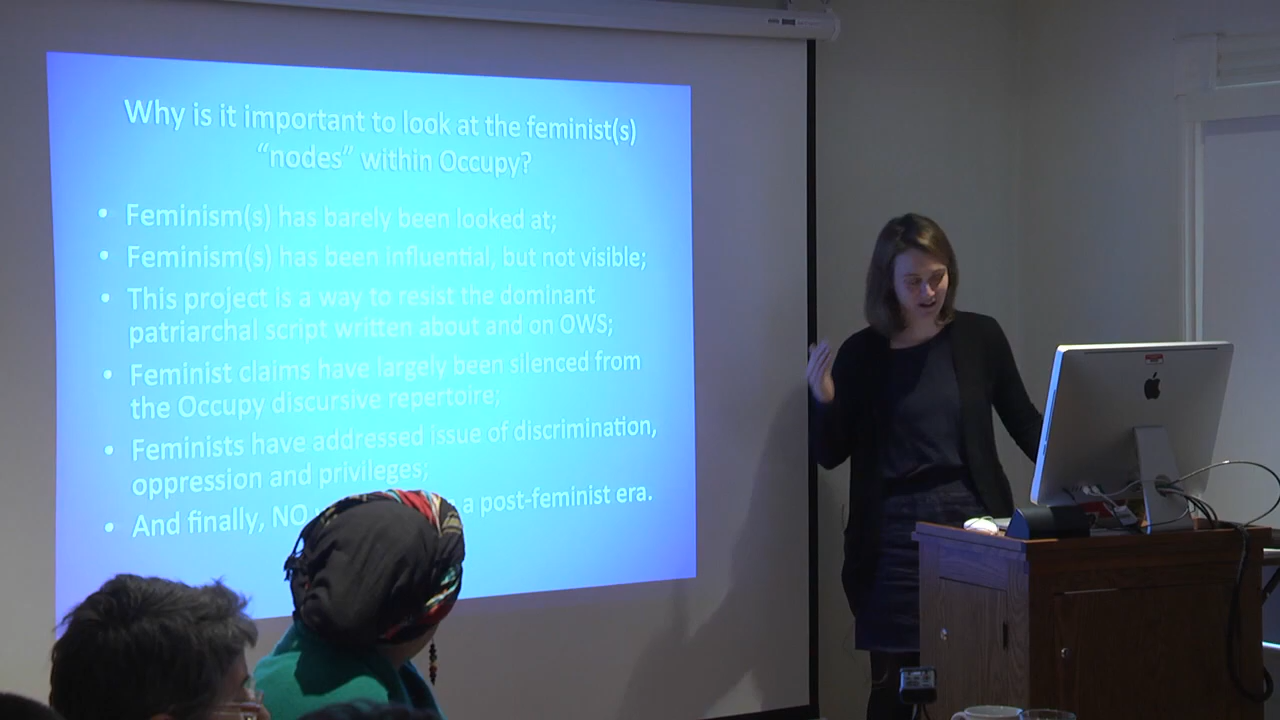 Why is it important to look at the feminist(s)
“nodes” within Occupy?
• Feminism(s) has barely been looked at;
• Feminism(s) has been influential, but not visible;
• This project is a way to resist the dominant
patriarchal script written about and on OWS;
• Feminist claims have largely been silenced from
the Occupy discursive repertoire;
• Feminists have addressed issue of discrimination,
oppression and privileges;
• And finally, NO a post-feminist era.